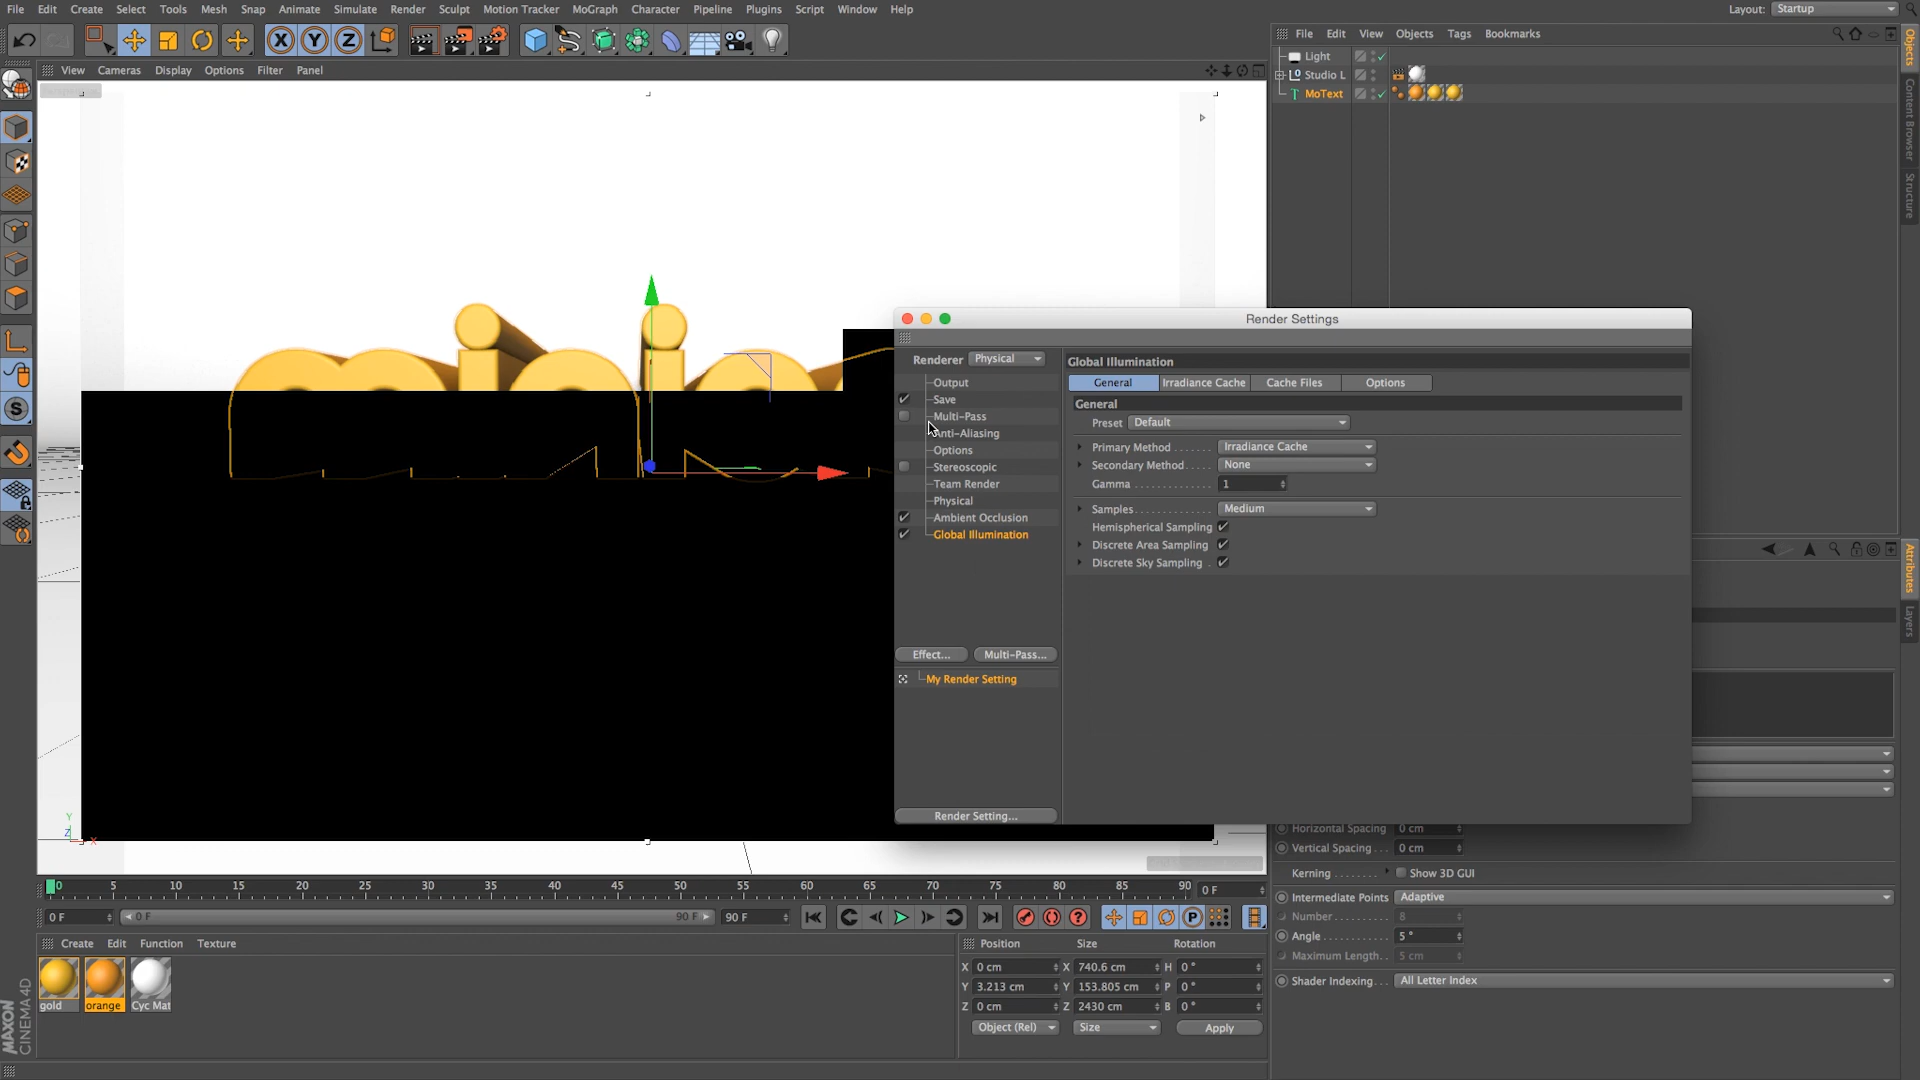 File Edit Create Select Tools Mesh Snap Animate Simulate Render Sculpt Motion Tracker MoGraph Character Pipeline Plugins Script Window Help
Layout: Startup
File Edit View Objects Tags Bookmarks
View Cameras Display Options Filter Panel
Light
Studio L
MoText
Objects
Content Browser
Structure
Render Settings
Renderer Physical
Output
Save
Multi-Pass
Anti-Aliasing
Options
Stereoscopic
Team Render
Physical
Ambient Occlusion
Global Illumination
Effect... Multi-Pass...
My Render Setting
Render Setting...
Global Illumination
General Irradiance Cache Cache Files Options
General
Preset Default
Primary Method Irradiance Cache
Secondary Method..... None
Gamma 1
Samples Medium
Hemispherical Sampling
Discrete Area Sampling
Discrete Sky Sampling
Attributes
Layers
Horizontal Spacing 0 cm
Vertical Spacing 0 cm
Kerning Show 3D GUI
Intermediate Points Adaptive
Number 8
Angle 5 °
Maximum Length 5 cm
Shader Indexing All Letter Index
Y
Z
X
0 5 10 15 20 25 30 35 40 45 50 55 60 65 70 75 80 85 90 0 F
0 F 0 F 90 F 90 F
Create Edit Function Texture
gold orange Cyc Mat
Position Size Rotation
X 0 cm X 740.6 cm H 0 °
Y 3.213 cm Y 153.805 cm P 0 °
Z 0 cm Z 2430 cm B 0 °
Object (Rel) Size Apply
MAXON
CINEMA 4D